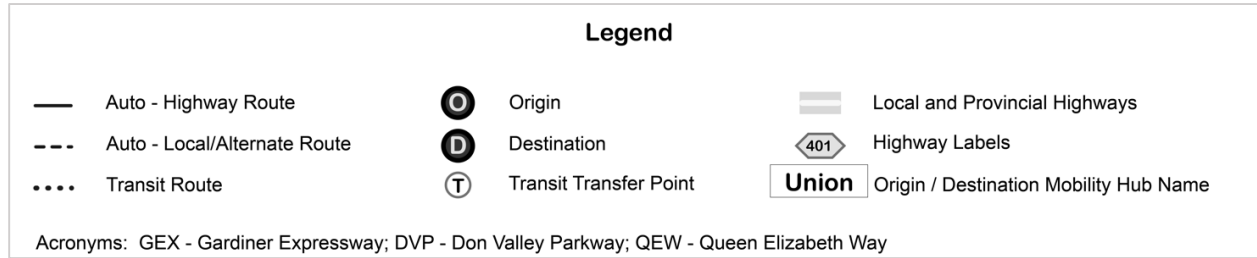 Legend
Auto - Highway Route
O Origin
Local and Provincial Highways
Auto - Local/Alternate Route
D Destination
401 Highway Labels
Transit Route
T Transit Transfer Point
Union Origin / Destination Mobility Hub Name
Acronyms: GEX - Gardiner Expressway; DVP - Don Valley Parkway; QEW - Queen Elizabeth Way